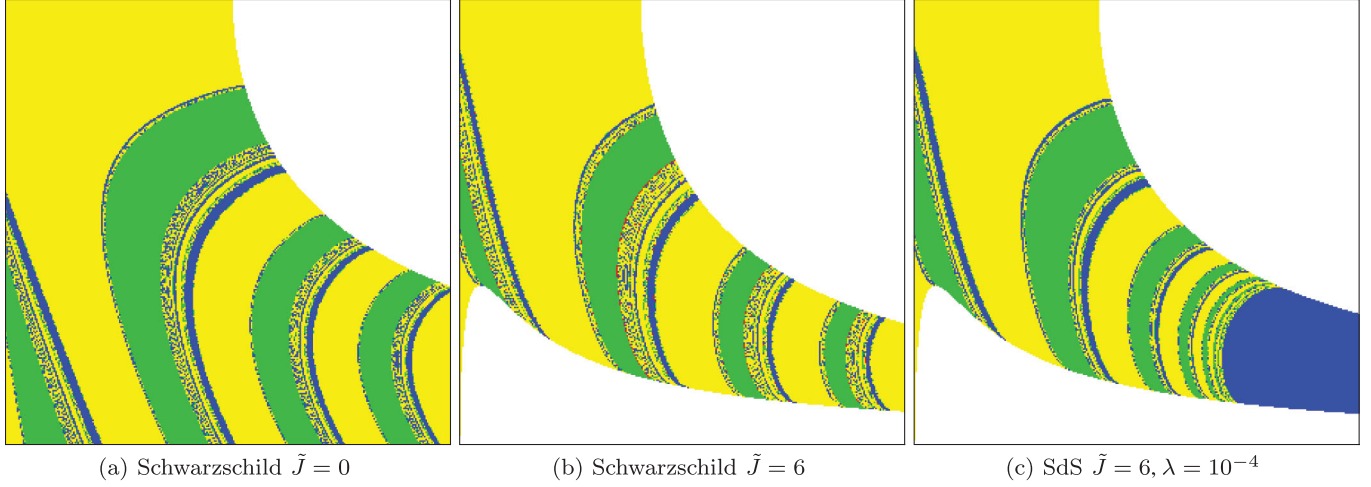 (a) Schwarzschild J̃ = 0
(b) Schwarzschild J̃ = 6
(c) SdS J̃ = 6, λ = 10⁻⁴